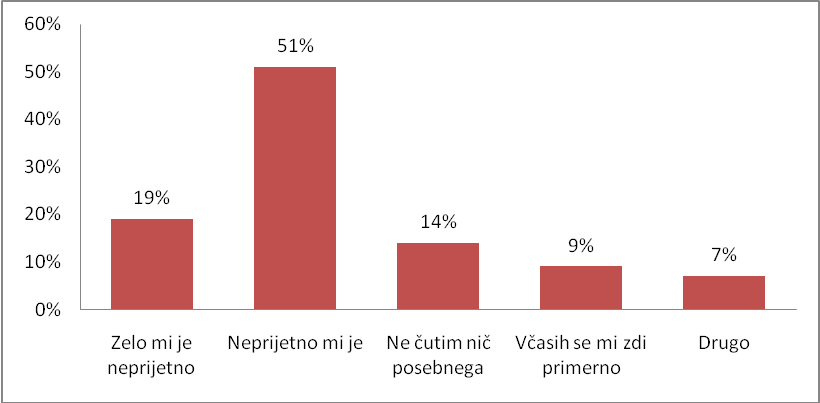 60%
50%
40%
30%
20%
10%
0%
19%
51%
14%
9%
7%
Zelo mi je
neprijetno
Neprijetno mi je
Ne čutim nič
posebnega
Včasih se mi zdi
primerno
Drugo